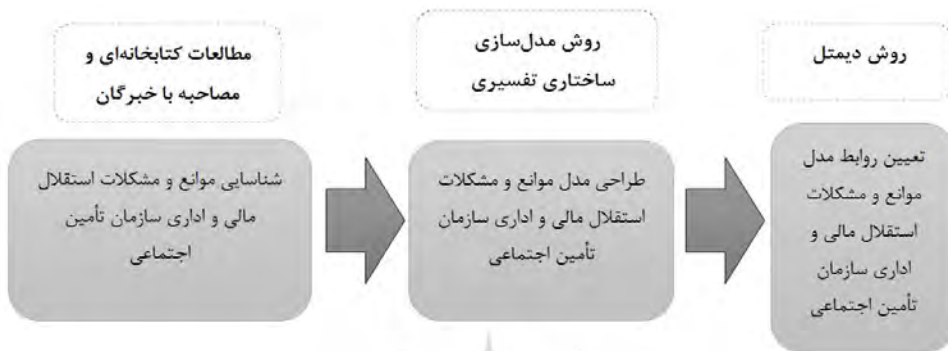 مطالعات کتابخانه‌ای و
مصاحبه با خبرگان
شناسایی موانع و مشکلات استقلال
مالی و اداری سازمان تأمین
اجتماعی
روش مدل‌سازی
ساختاری تفسیری
طراحی مدل موانع و مشکلات
استقلال مالی و اداری سازمان
تأمین اجتماعی
روش دیمتل
تعیین روابط مدل
موانع و مشکلات
استقلال مالی و
اداری سازمان
تأمین اجتماعی